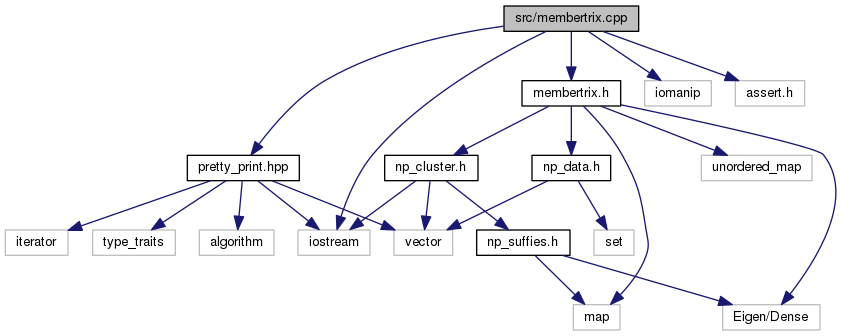 src/membertrix.cpp
membertrix.h
iomanip
assert.h
pretty_print.hpp
np_cluster.h
np_data.h
unordered_map
iterator
type_traits
algorithm
iostream
vector
np_suffies.h
set
map
Eigen/Dense